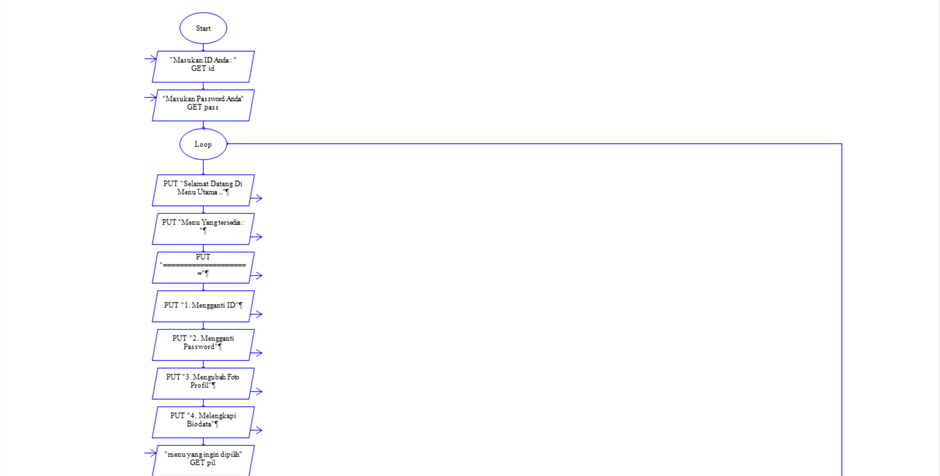 Start
"Masukan ID Anda : "
GET id
"Masukan Password Anda"
GET pass
Loop
PUT "Selamat Datang Di
Menu Utama .."¶
PUT "Menu Yang tersedia :
"¶
PUT
"====================
="¶
PUT "1. Mengganti ID"¶
PUT "2. Mengganti
Password"¶
PUT "3. Mengubah Foto
Profil"¶
PUT "4. Melengkapi
Biodata"¶
"menu yang ingin dipilih"
GET pil